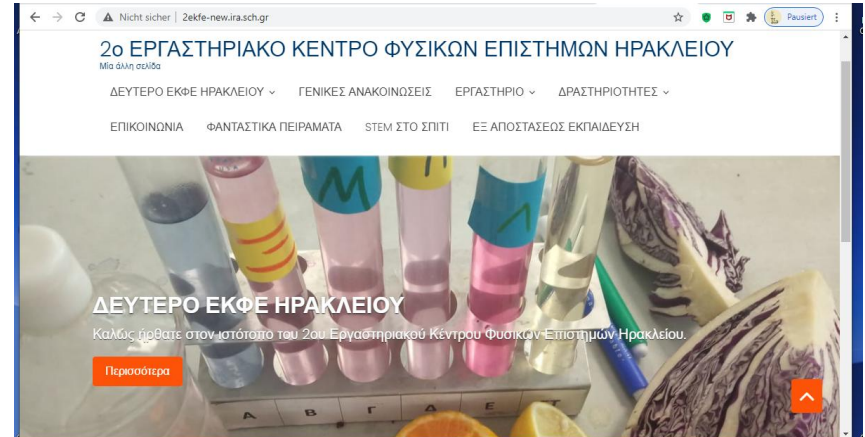 Nicht sicher | 2ekfe-new.ira.sch.gr
Pausiert
2ο ΕΡΓΑΣΤΗΡΙΑΚΟ ΚΕΝΤΡΟ ΦΥΣΙΚΩΝ ΕΠΙΣΤΗΜΩΝ ΗΡΑΚΛΕΙΟΥ
Μία άλλη σελίδα
ΔΕΥΤΕΡΟ ΕΚΦΕ ΗΡΑΚΛΕΙΟΥ ΓΕΝΙΚΕΣ ΑΝΑΚΟΙΝΩΣΕΙΣ ΕΡΓΑΣΤΗΡΙΟ ΔΡΑΣΤΗΡΙΟΤΗΤΕΣ
ΕΠΙΚΟΙΝΩΝΙΑ ΦΑΝΤΑΣΤΙΚΑ ΠΕΙΡΑΜΑΤΑ STEM ΣΤΟ ΣΠΙΤΙ ΕΞ ΑΠΟΣΤΑΣΕΩΣ ΕΚΠΑΙΔΕΥΣΗ
ΔΕΥΤΕΡΟ ΕΚΦΕ ΗΡΑΚΛΕΙΟΥ
Καλώς ήρθατε στον ιστότοπο του 2ου Εργαστηριακού Κέντρου Φυσικών Επιστημών Ηρακλείου.
Περισσότερα
Α Β Γ Δ Ε